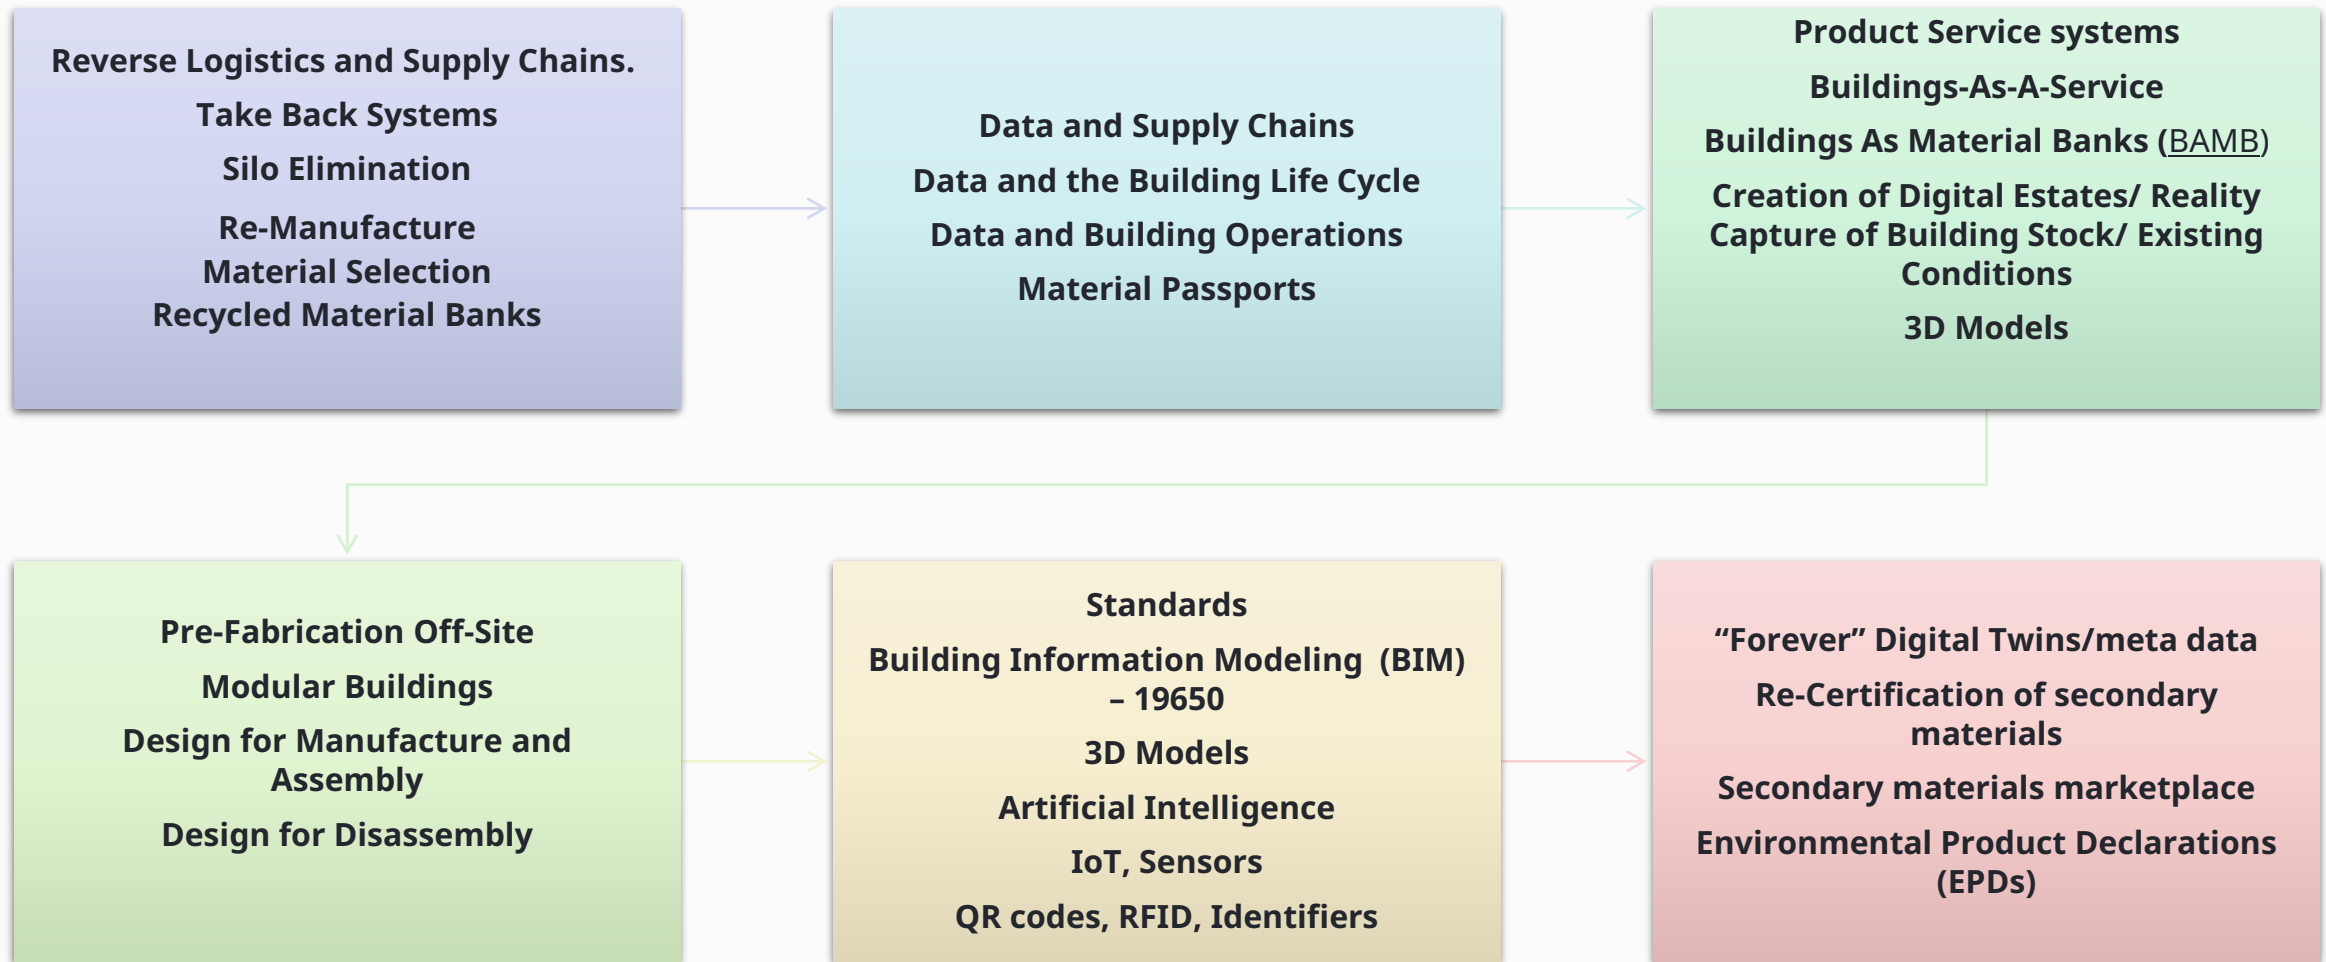 Reverse Logistics and Supply Chains.
Take Back Systems
Silo Elimination
Re-Manufacture
Material Selection
Recycled Material Banks
Data and Supply Chains
Data and the Building Life Cycle
Data and Building Operations
Material Passports
Product Service systems
Buildings-As-A-Service
Buildings As Material Banks (BAMB)
Creation of Digital Estates/ Reality
Capture of Building Stock/ Existing
Conditions
3D Models
Pre-Fabrication Off-Site
Modular Buildings
Design for Manufacture and
Assembly
Design for Disassembly
Standards
Building Information Modeling  (BIM)
– 19650
3D Models
Artificial Intelligence
IoT, Sensors
QR codes, RFID, Identifiers
“Forever” Digital Twins/meta data
Re-Certification of secondary
materials
Secondary materials marketplace
Environmental Product Declarations
(EPDs)